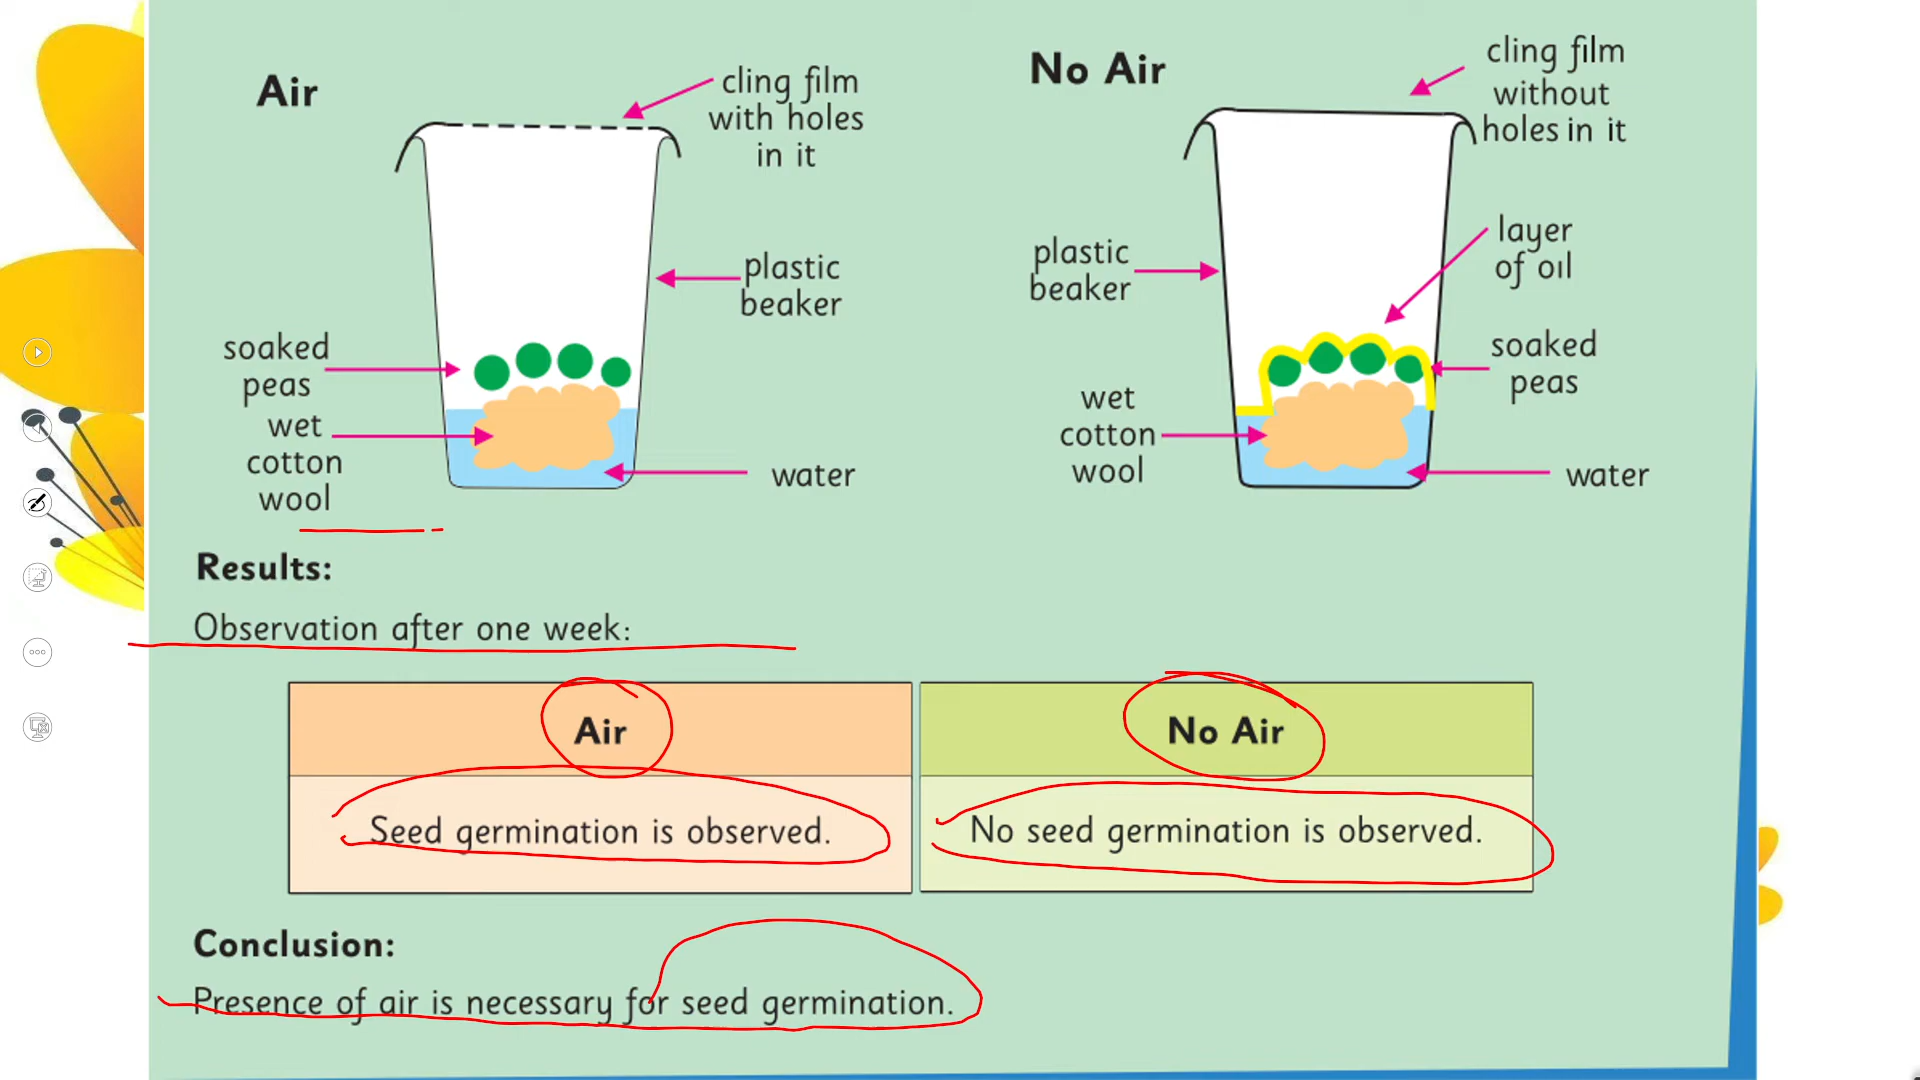 Air
cling film
with holes
in it
plastic
beaker
soaked
peas
wet
cotton
wool
water
No Air
cling film
without
holes in it
layer
of oil
plastic
beaker
soaked
peas
wet
cotton
wool
water
Results:
Observation after one week:
Air
No Air
Seed germination is observed.
No seed germination is observed.
Conclusion:
Presence of air is necessary for seed germination.